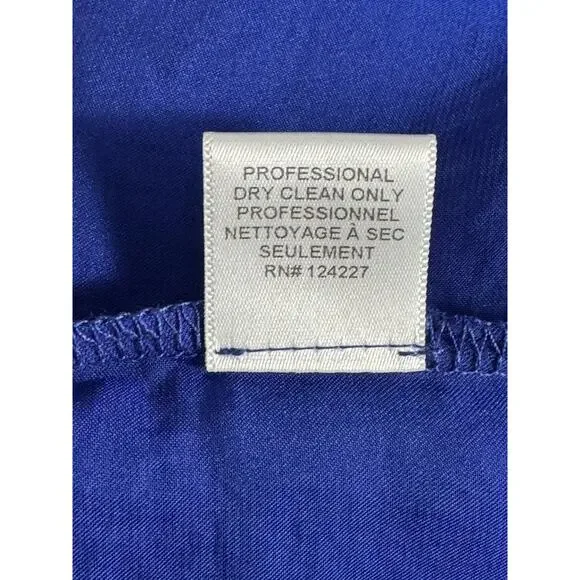 PROFESSIONAL
DRY CLEAN ONLY
PROFESSIONNEL
NETTOYAGE À SEC
SEULEMENT
RN# 124227